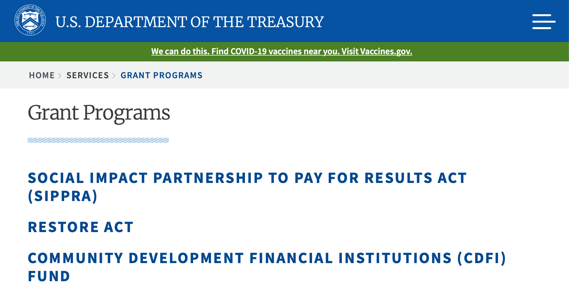 U.S. DEPARTMENT OF THE TREASURY
We can do this. Find COVID-19 vaccines near you. Visit Vaccines.gov.
HOME > SERVICES > GRANT PROGRAMS
Grant Programs
SOCIAL IMPACT PARTNERSHIP TO PAY FOR RESULTS ACT
(SIPPRA)
RESTORE ACT
COMMUNITY DEVELOPMENT FINANCIAL INSTITUTIONS (CDFI)
FUND